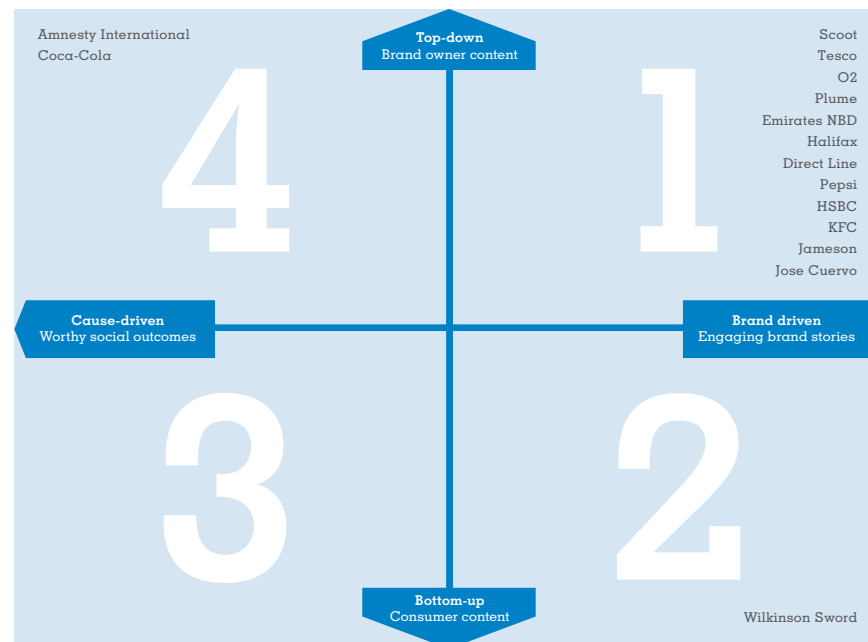 Amnesty International
Coca-Cola
4
Top-down
Brand owner content
1
Scoot
Tesco
O2
Plume
Emirates NBD
Halifax
Direct Line
Pepsi
HSBC
KFC
Jameson
Jose Cuervo
Cause-driven
Worthy social outcomes
Brand driven
Engaging brand stories
3
2
Bottom-up
Consumer content
Wilkinson Sword